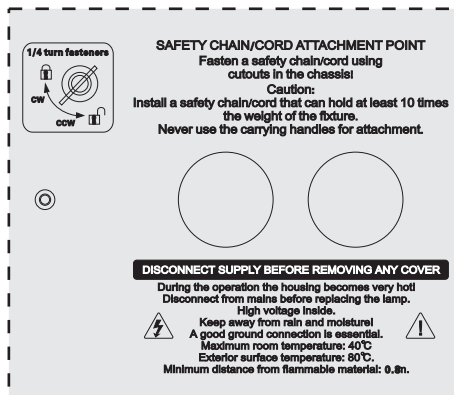 1/4 turn fasteners
CW
CCW
SAFETY CHAIN/CORD ATTACHMENT POINT
Fasten a safety chain/cord using
cutouts in the chassis!
Caution:
Install a safety chain/cord that can hold at least 10 times
the weight of the fixture.
Never use the carrying handles for attachment.
DISCONNECT SUPPLY BEFORE REMOVING ANY COVER
During the operation the housing becomes very hot!
Disconnect from mains before replacing the lamp.
High voltage inside.
Keep away from rain and moisture!
A good ground connection is essential.
Maximum room temperature: 40℃
Exterior surface temperature: 80℃.
Minimum distance from flammable material: 0.8m.